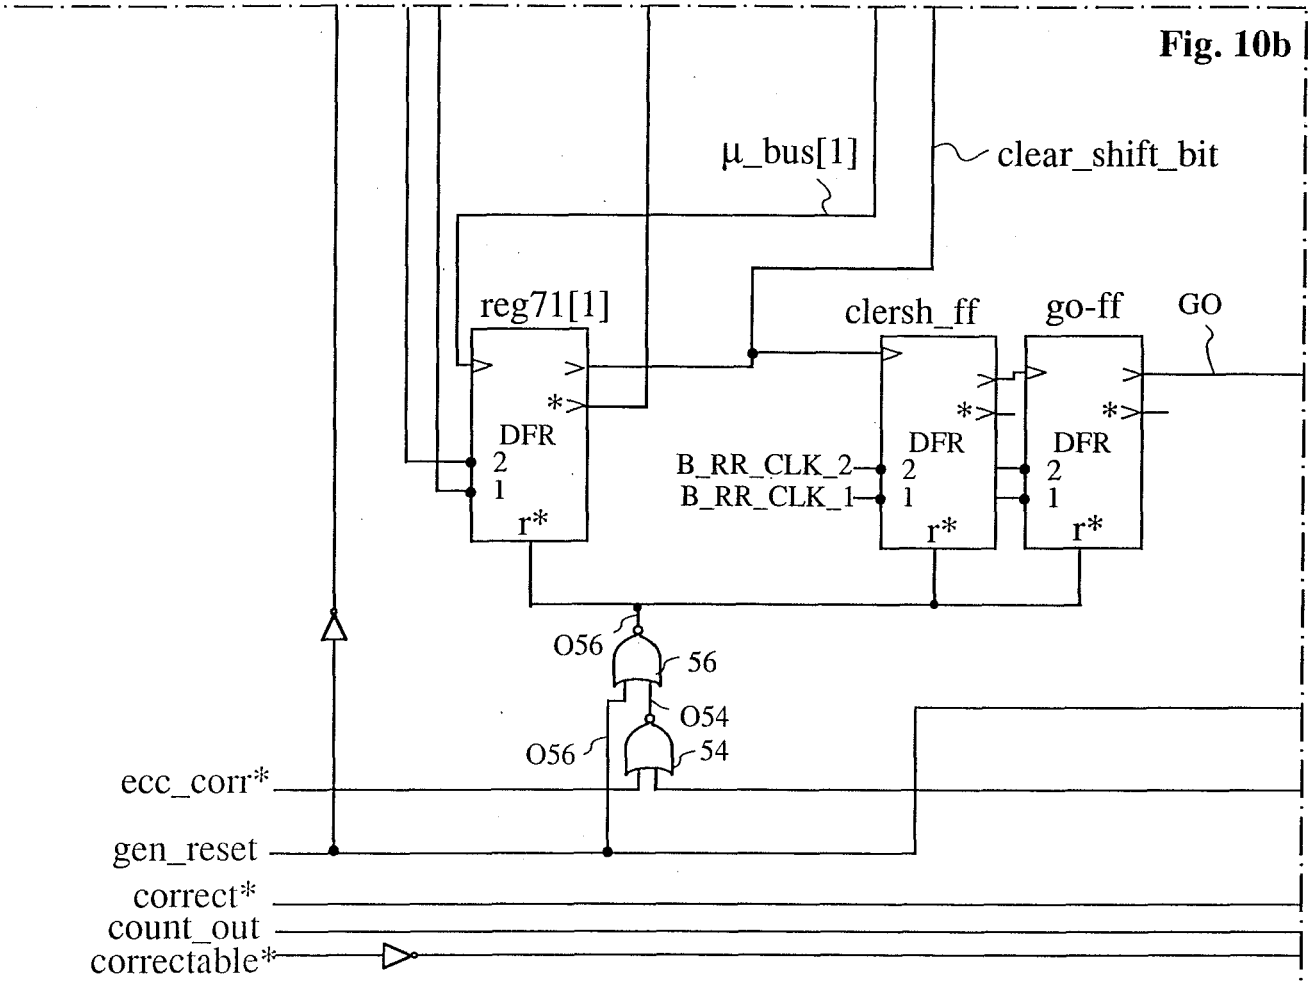 Fig. 10b
μ_bus[1]
clear_shift_bit
reg71[1]
clersh_ff
go-ff
GO
*
DFR
2
1
r*
B_RR_CLK_2
B_RR_CLK_1
*
DFR
2
1
r*
*
DFR
2
1
r*
O56
56
O54
O56
54
ecc_corr*
gen_reset
correct*
count_out
correctable*